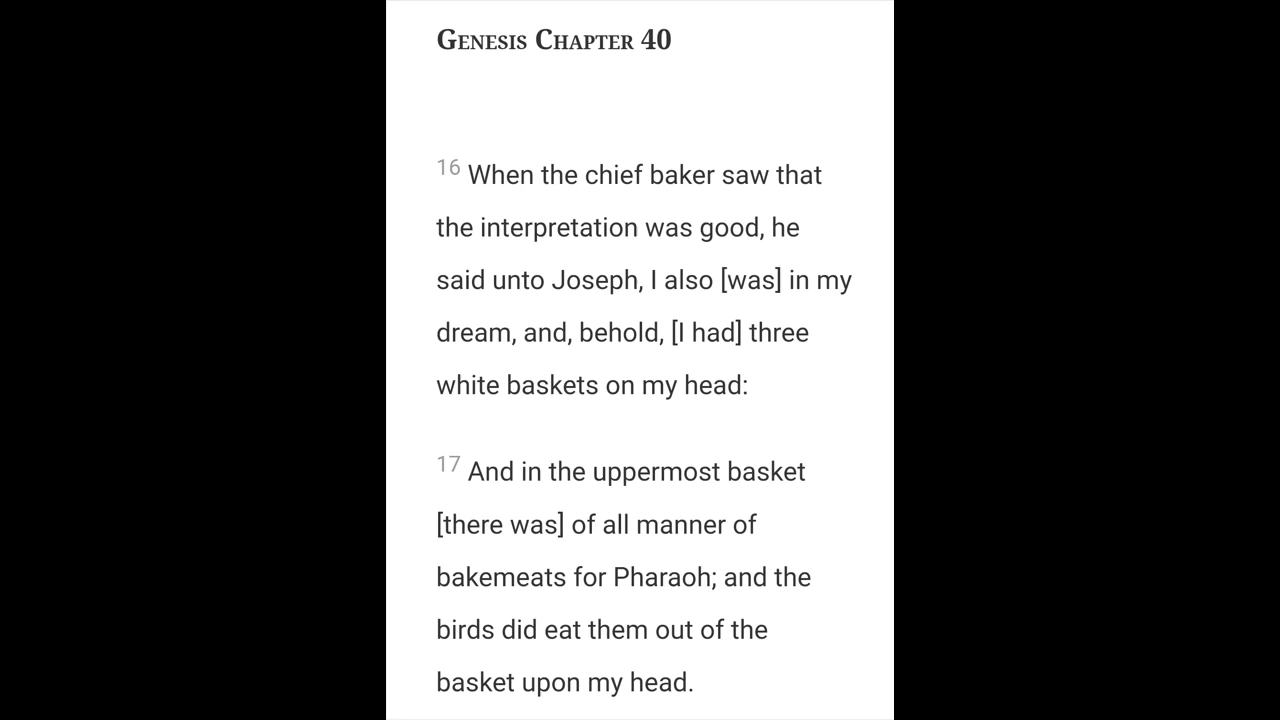 Genesis Chapter 40
16 When the chief baker saw that
the interpretation was good, he
said unto Joseph, I also [was] in my
dream, and, behold, [I had] three
white baskets on my head:
17 And in the uppermost basket
[there was] of all manner of
bakemeats for Pharaoh; and the
birds did eat them out of the
basket upon my head.